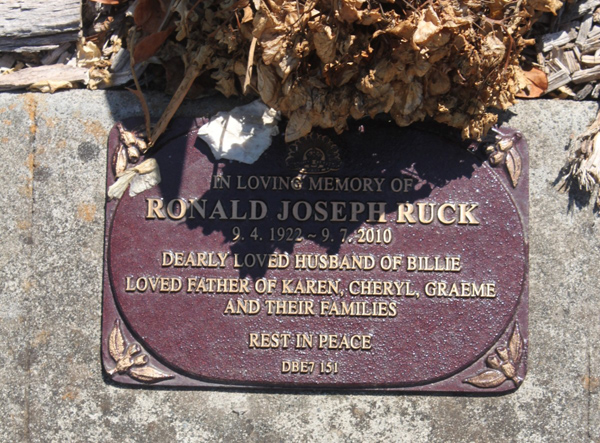 IN LOVING MEMORY OF
RONALD JOSEPH RUCK
9. 4. 1922 ~ 9. 7. 2010
DEARLY LOVED HUSBAND OF BILLIE
LOVED FATHER OF KAREN, CHERYL, GRAEME
AND THEIR FAMILIES
REST IN PEACE
DBE7 151